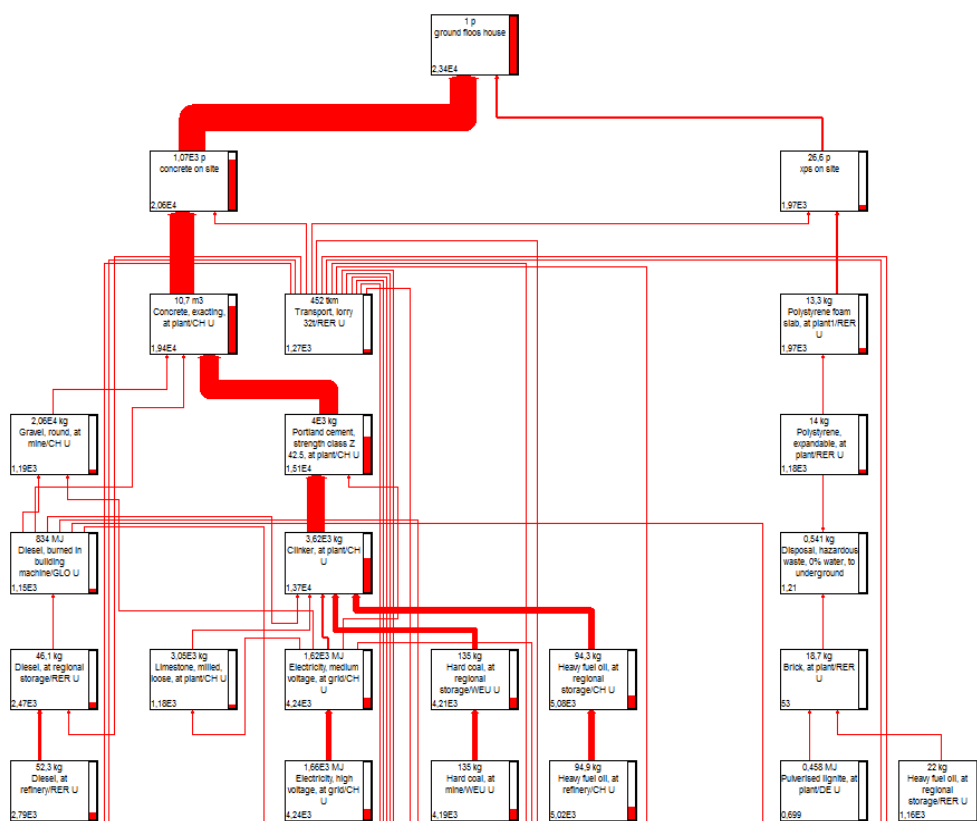 1 p
ground floos house
2,34E4
1,07E3 p
concrete on site
2,06E4
26,6 p
xps on site
1,97E3
10,7 m3
Concrete, exacting,
at plant/CH U
1,94E4
452 tkm
Transport, lorry
32t/RER U
1,27E3
13,3 kg
Polystyrene foam
slab, at plant1/RER
U
1,97E3
2,06E4 kg
Gravel, round, at
mine/CH U
1,19E3
4E3 kg
Portland cement,
strength class Z
42.5, at plant/CH U
1,51E4
14 kg
Polystyrene,
expandable, at
plant/RER U
1,18E3
834 MJ
Diesel, burned in
building
machine/GLO U
1,15E3
3,62E3 kg
Clinker, at plant/CH
U
1,37E4
0,541 kg
Disposal, hazardous
waste, 0% water, to
underground
1,21
46,1 kg
Diesel, at regional
storage/RER U
2,47E3
3,05E3 kg
Limestone, milled,
loose, at plant/CH U
1,18E3
1,62E3 MJ
Electricity, medium
voltage, at grid/CH
U
4,24E3
135 kg
Hard coal, at
regional
storage/WEU U
4,21E3
94,3 kg
Heavy fuel oil, at
regional
storage/CH U
5,08E3
18,7 kg
Brick, at plant/RER
U
53
52,3 kg
Diesel, at
refinery/RER U
2,79E3
1,66E3 MJ
Electricity, high
voltage, at grid/CH
U
4,24E3
135 kg
Hard coal, at
mine/WEU U
4,19E3
94,9 kg
Heavy fuel oil, at
refinery/CH U
5,02E3
0,458 MJ
Pulverised lignite, at
plant/DE U
0,699
22 kg
Heavy fuel oil, at
regional
storage/RER U
1,16E3